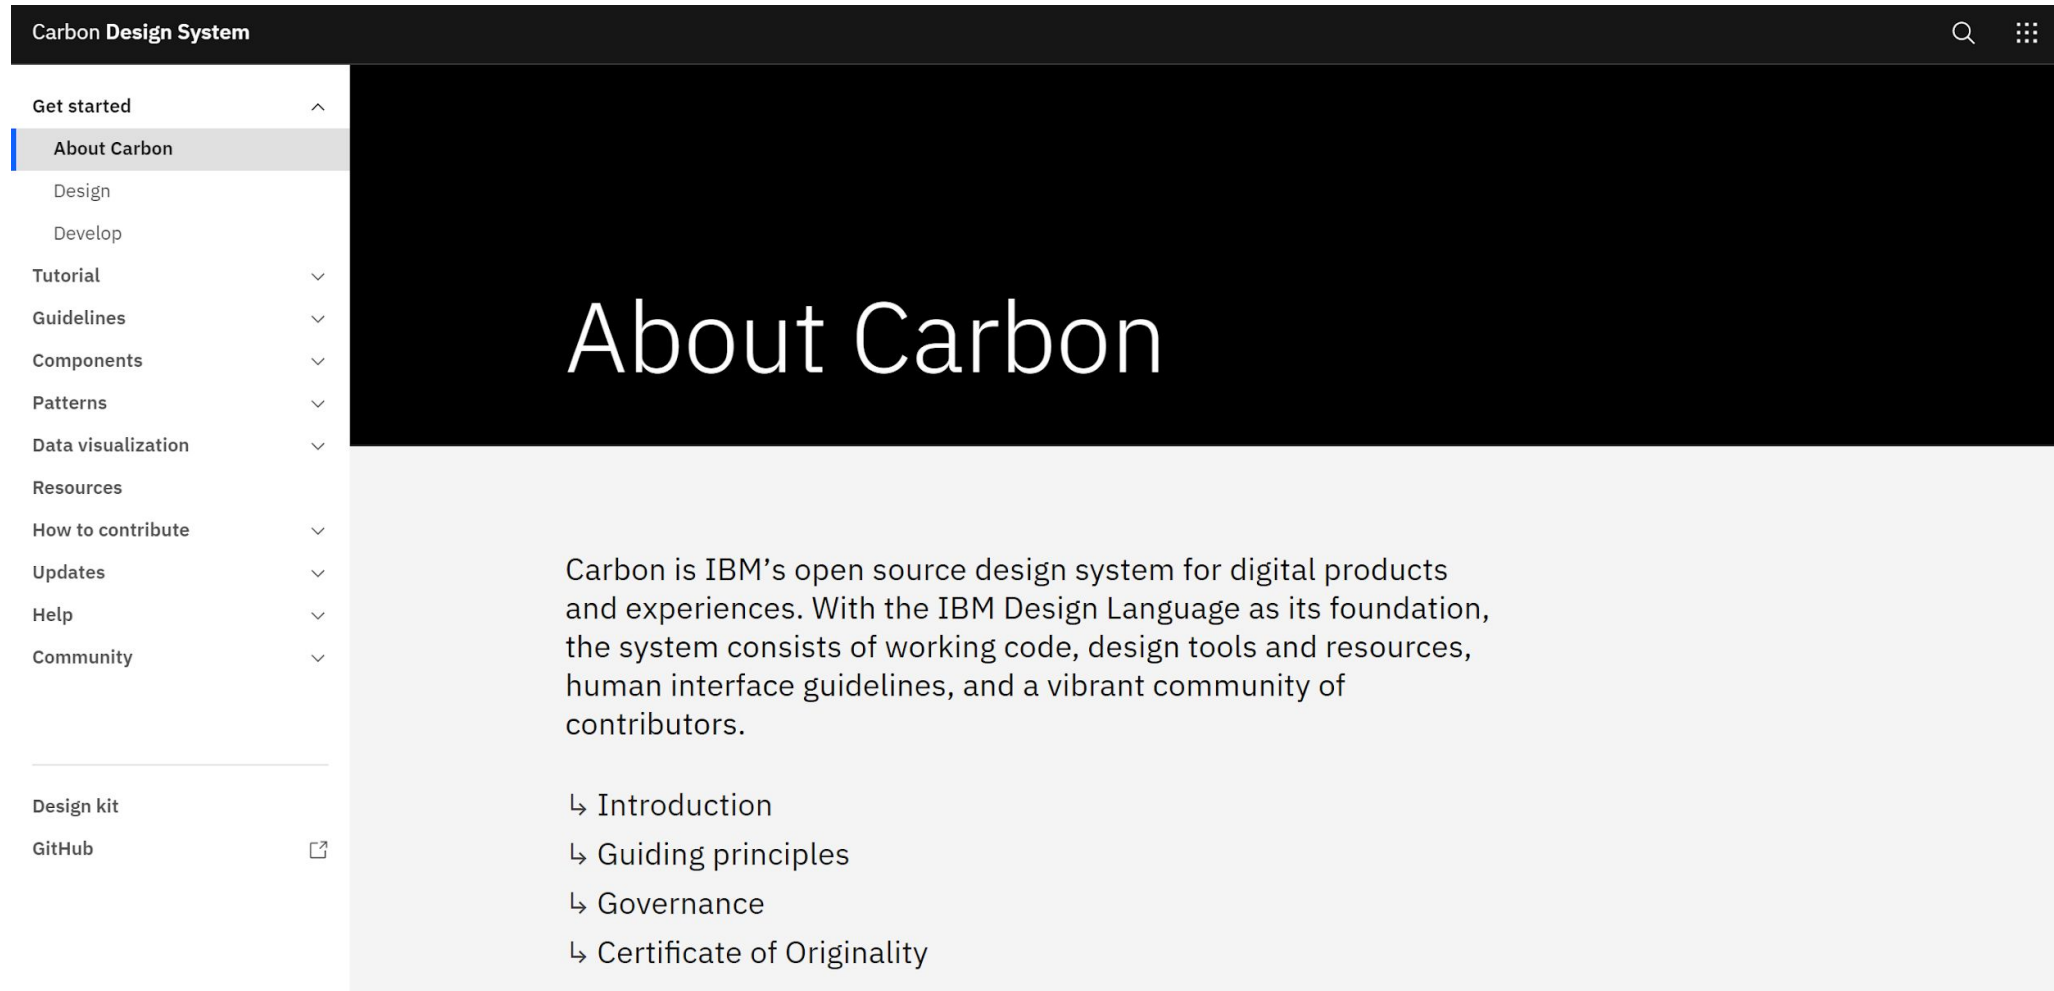 Carbon Design System
Get started
About Carbon
Design
Develop
Tutorial
Guidelines
Components
Patterns
Data visualization
Resources
How to contribute
Updates
Help
Community
Design kit
GitHub
About Carbon
Carbon is IBM’s open source design system for digital products
and experiences. With the IBM Design Language as its foundation,
the system consists of working code, design tools and resources,
human interface guidelines, and a vibrant community of
contributors.
↳ Introduction
↳ Guiding principles
↳ Governance
↳ Certificate of Originality